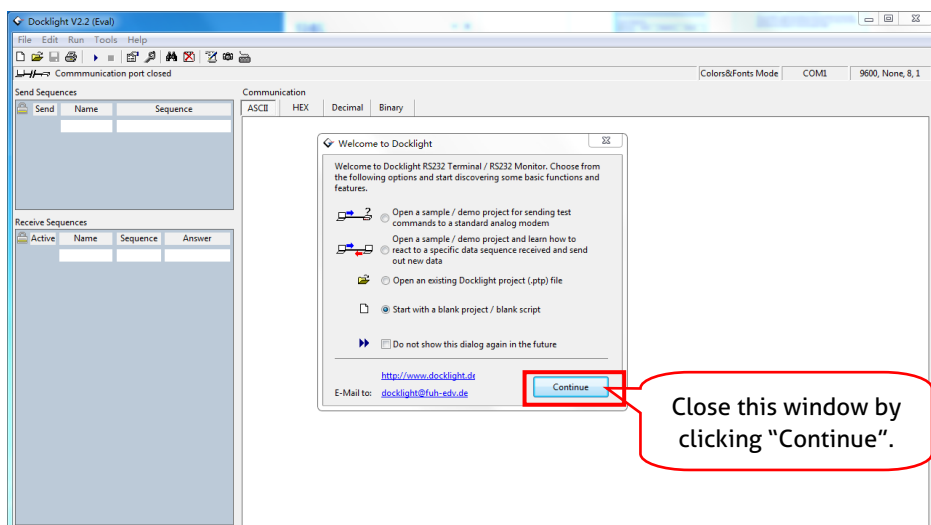 Docklight V2.2 (Eval)
File Edit Run Tools Help
Commmunication port closed
Colors&Fonts Mode COM1 9600, None, 8, 1
Send Sequences
Communication
Send Name Sequence
ASCII HEX Decimal Binary
Welcome to Docklight
Welcome to Docklight RS232 Terminal / RS232 Monitor. Choose from
the following options and start discovering some basic functions and
features.
Open a sample / demo project for sending test
commands to a standard analog modem
Open a sample / demo project and learn how to
react to a specific data sequence received and send
out new data
Open an existing Docklight project (.ptp) file
Start with a blank project / blank script
Do not show this dialog again in the future
http://www.docklight.de
E-Mail to: docklight@fuh-edv.de
Continue
Receive Sequences
Active Name Sequence Answer
Close this window by
clicking “Continue”.